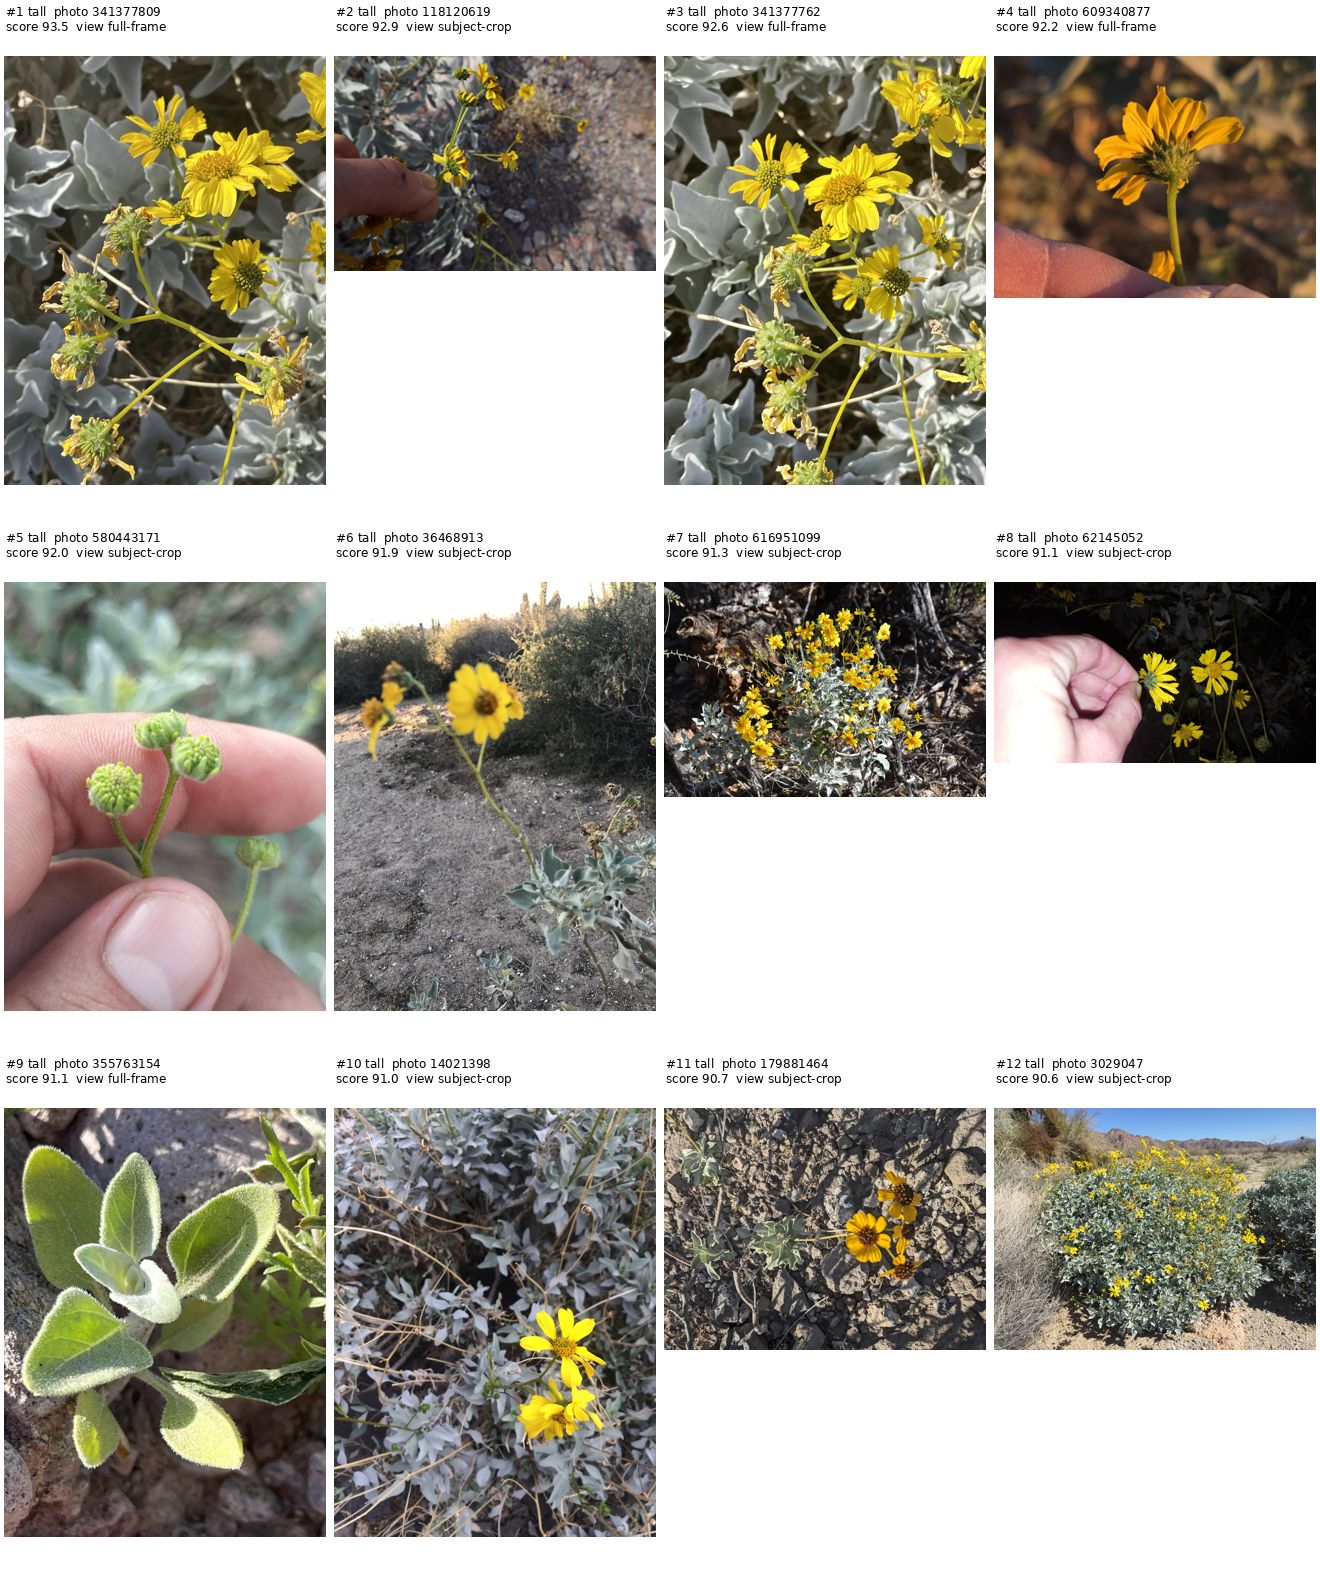 #1 tall photo 341377809
score 93.5 view full-frame
#2 tall photo 118120619
score 92.9 view subject-crop
#3 tall photo 341377762
score 92.6 view full-frame
#4 tall photo 609340877
score 92.2 view full-frame
#5 tall photo 580443171
score 92.0 view subject-crop
#6 tall photo 36468913
score 91.9 view subject-crop
#7 tall photo 616951099
score 91.3 view subject-crop
#8 tall photo 62145052
score 91.1 view subject-crop
#9 tall photo 355763154
score 91.1 view full-frame
#10 tall photo 14021398
score 91.0 view subject-crop
#11 tall photo 179881464
score 90.7 view subject-crop
#12 tall photo 3029047
score 90.6 view subject-crop